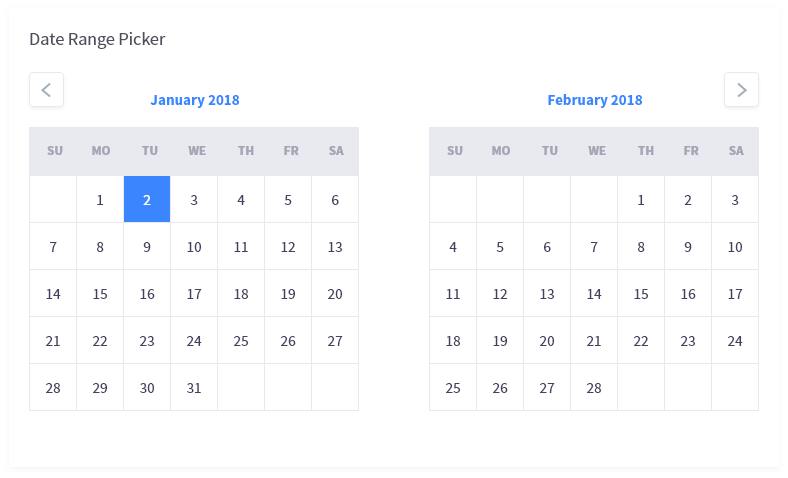 Date Range Picker
January 2018
SU MO TU WE TH FR SA
1 2 3 4 5 6
7 8 9 10 11 12 13
14 15 16 17 18 19 20
21 22 23 24 25 26 27
28 29 30 31
February 2018
SU MO TU WE TH FR SA
1 2 3
4 5 6 7 8 9 10
11 12 13 14 15 16 17
18 19 20 21 22 23 24
25 26 27 28